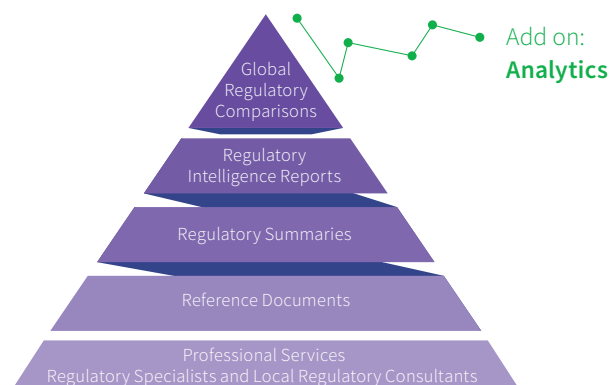 Global
Regulatory
Comparisons
Add on:
Analytics
Regulatory
Intelligence Reports
Regulatory Summaries
Reference Documents
Professional Services
Regulatory Specialists and Local Regulatory Consultants